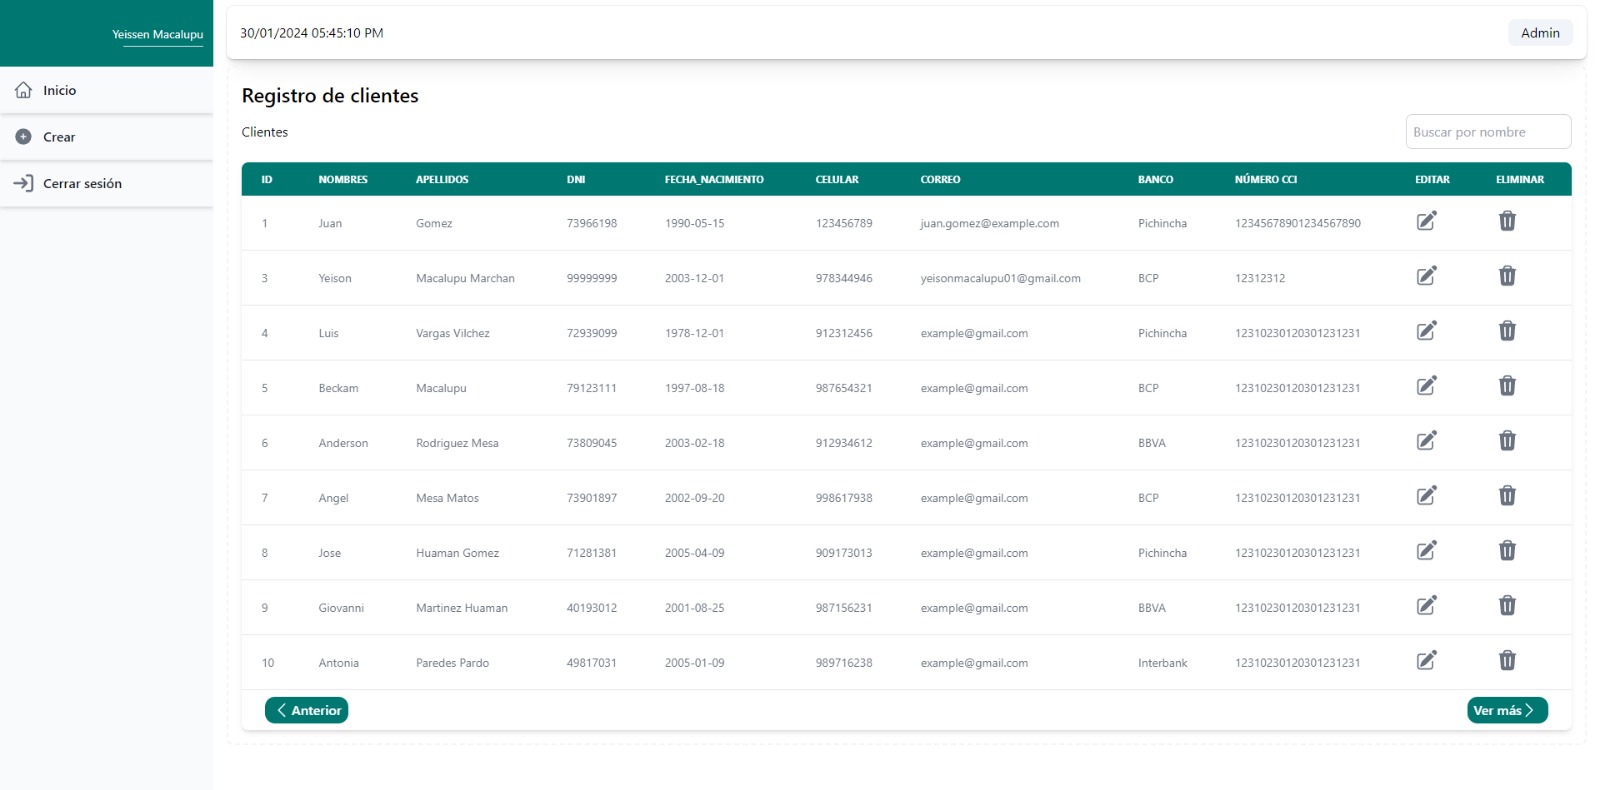 Yeissen Macalupu
30/01/2024 05:45:10 PM
Admin
Inicio
Crear
Cerrar sesión
Registro de clientes
Clientes
Buscar por nombre
ID NOMBRES APELLIDOS DNI FECHA_NACIMIENTO CELULAR CORREO BANCO NÚMERO CCI EDITAR ELIMINAR
1 Juan Gomez 73966198 1990-05-15 123456789 juan.gomez@example.com Pichincha 12345678901234567890
3 Yeison Macalupu Marchan 99999999 2003-12-01 978344946 yeisonmacalupu01@gmail.com BCP 12312312
4 Luis Vargas Vilchez 72939099 1978-12-01 912312456 example@gmail.com Pichincha 12310230120301231231
5 Beckam Macalupu 79123111 1997-08-18 987654321 example@gmail.com BCP 12310230120301231231
6 Anderson Rodriguez Mesa 73809045 2003-02-18 912934612 example@gmail.com BBVA 12310230120301231231
7 Angel Mesa Matos 73901897 2002-09-20 998617938 example@gmail.com BCP 12310230120301231231
8 Jose Huaman Gomez 71281381 2005-04-09 909173013 example@gmail.com Pichincha 12310230120301231231
9 Giovanni Martinez Huaman 40193012 2001-08-25 987156231 example@gmail.com BBVA 12310230120301231231
10 Antonia Paredes Pardo 49817031 2005-01-09 989716238 example@gmail.com Interbank 12310230120301231231
Anterior
Ver más